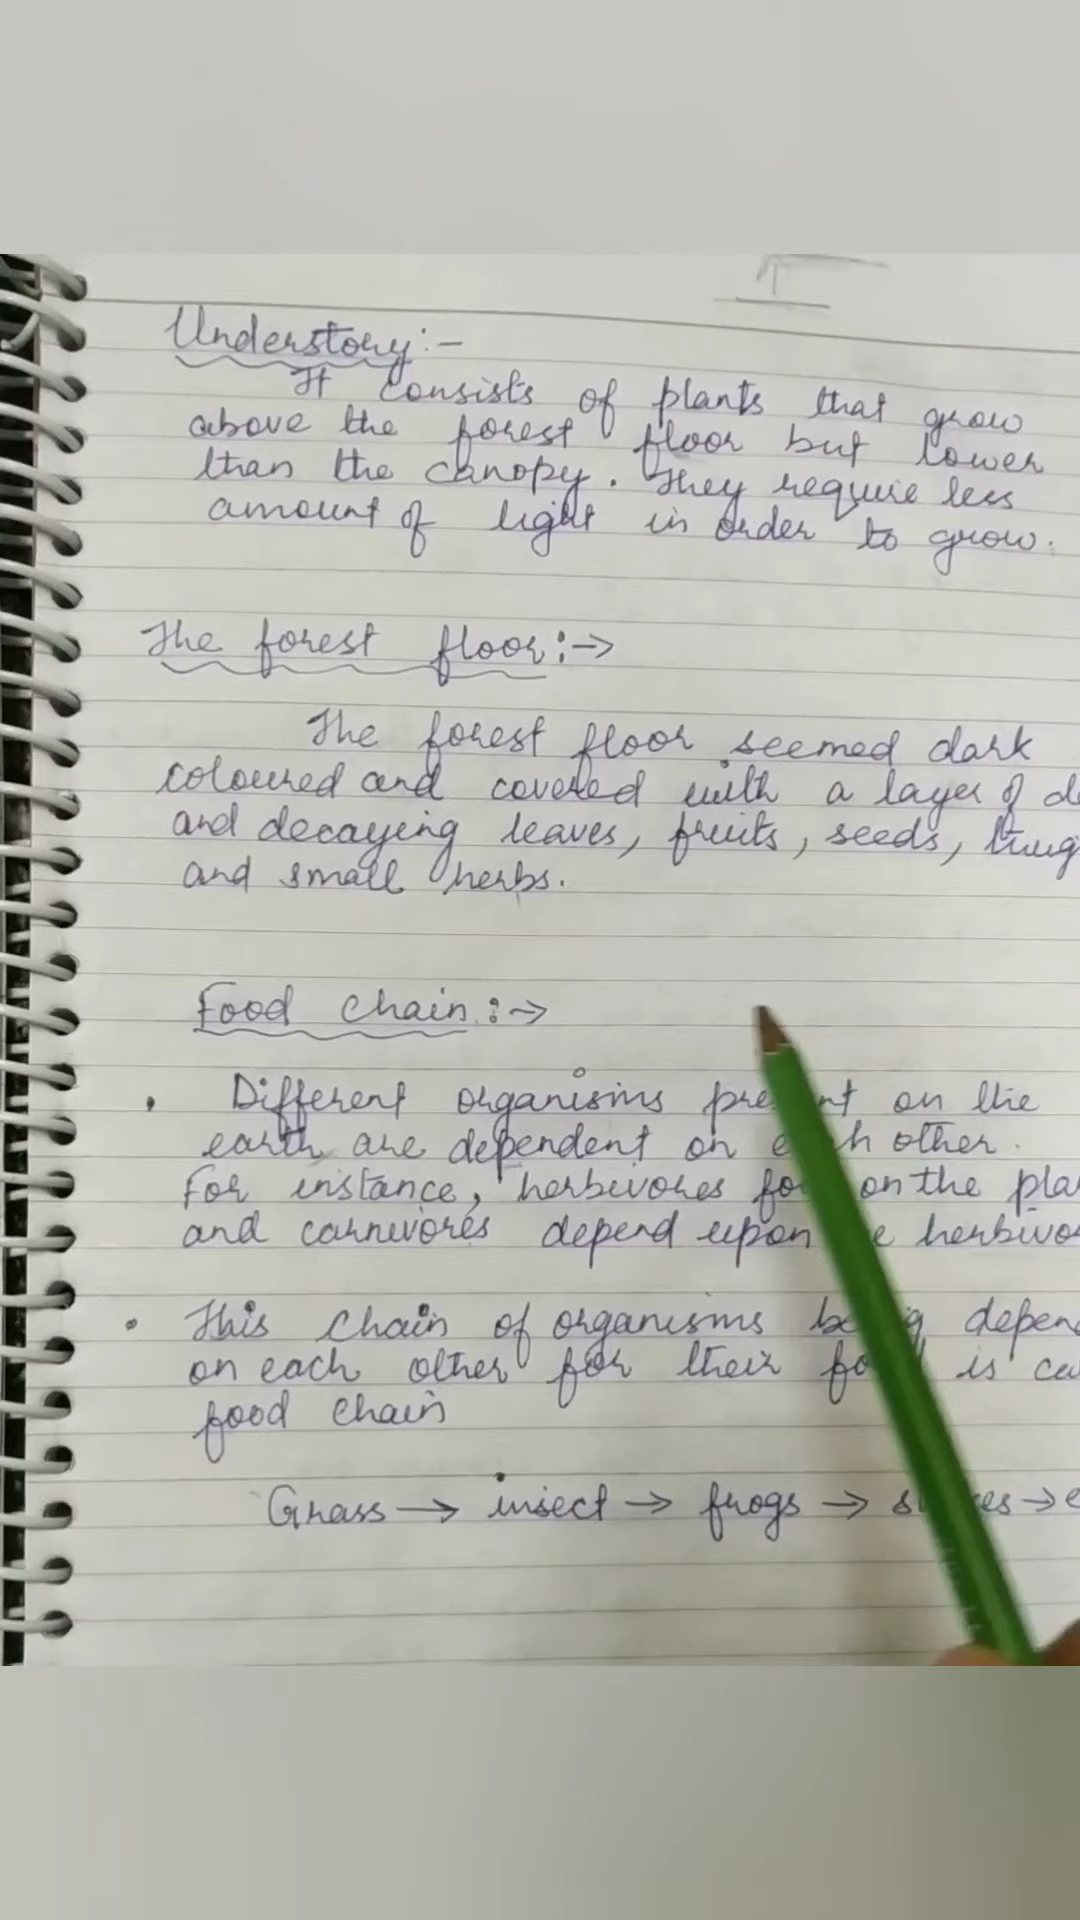 Understory:-
It consists of plants that grow
above the forest floor but lower
than the canopy. They require less
amount of light in order to grow.
The forest floor:→
The forest floor seemed dark
coloured and covered with a layer of
and decaying leaves, fruits, seeds,
and small herbs.
Food chain:→
• Different organisms on the
earth are dependent on other.
For instance, herbivores on the
and carnivores depend upon
• This chain of organisms
on each other for their is
food chain
Grass → insect → frogs → →